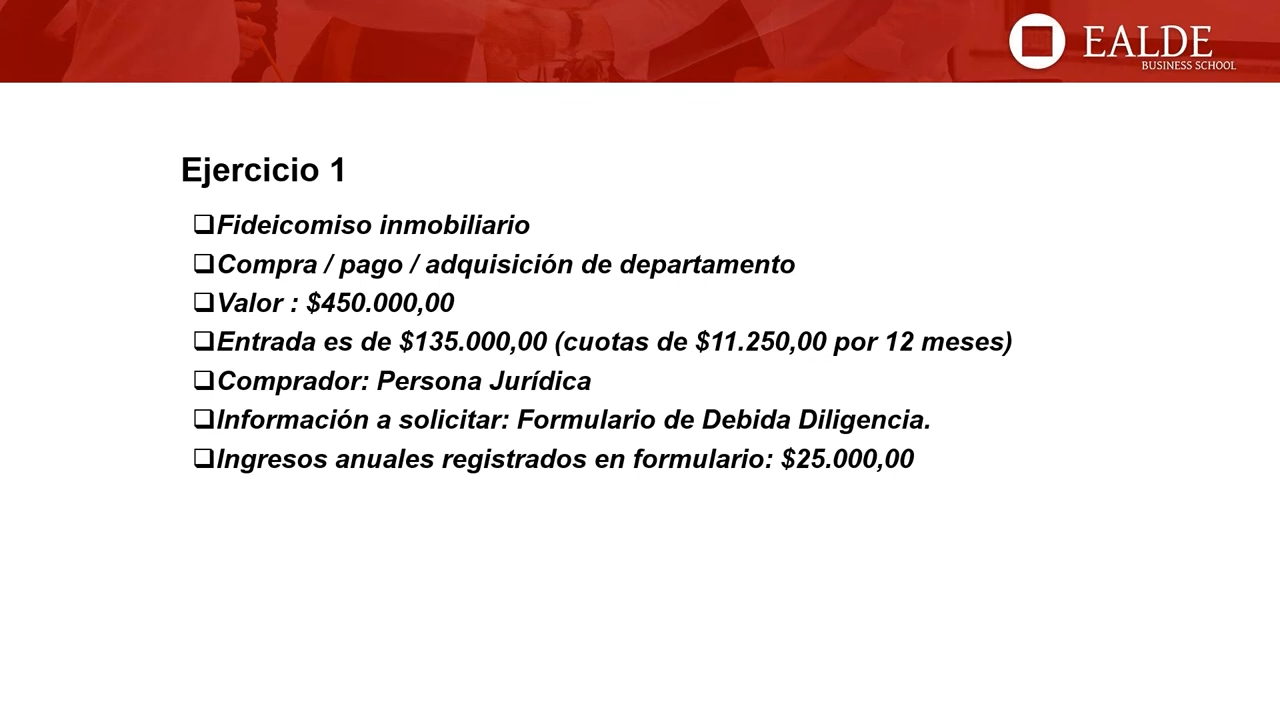 EALDE
BUSINESS SCHOOL
Ejercicio 1
❑Fideicomiso inmobiliario
❑Compra / pago / adquisición de departamento
❑Valor : $450.000,00
❑Entrada es de $135.000,00 (cuotas de $11.250,00 por 12 meses)
❑Comprador: Persona Jurídica
❑Información a solicitar: Formulario de Debida Diligencia.
❑Ingresos anuales registrados en formulario: $25.000,00